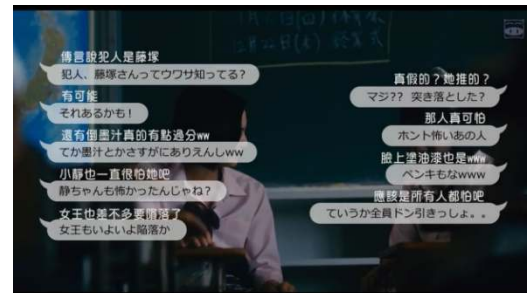 傳言說犯人是藤塚
犯人、藤塚さんってウワサ知ってる?
真假的?她推的?
マジ?? 突き落とした?
有可能
それあるかも!
那人真可怕
ホント怖いあの人
還有倒墨汁真的有點過分ww
てか墨汁とかさすがにありえんしww
臉上塗油漆也是www
ペンキもなwww
小靜也一直很怕她吧
静ちゃんも怖かったんじゃね?
應該是所有人都怕吧
ていうか全員ドン引きっしょ。。
女王也差不多要墮落了
女王もいよいよ陥落か